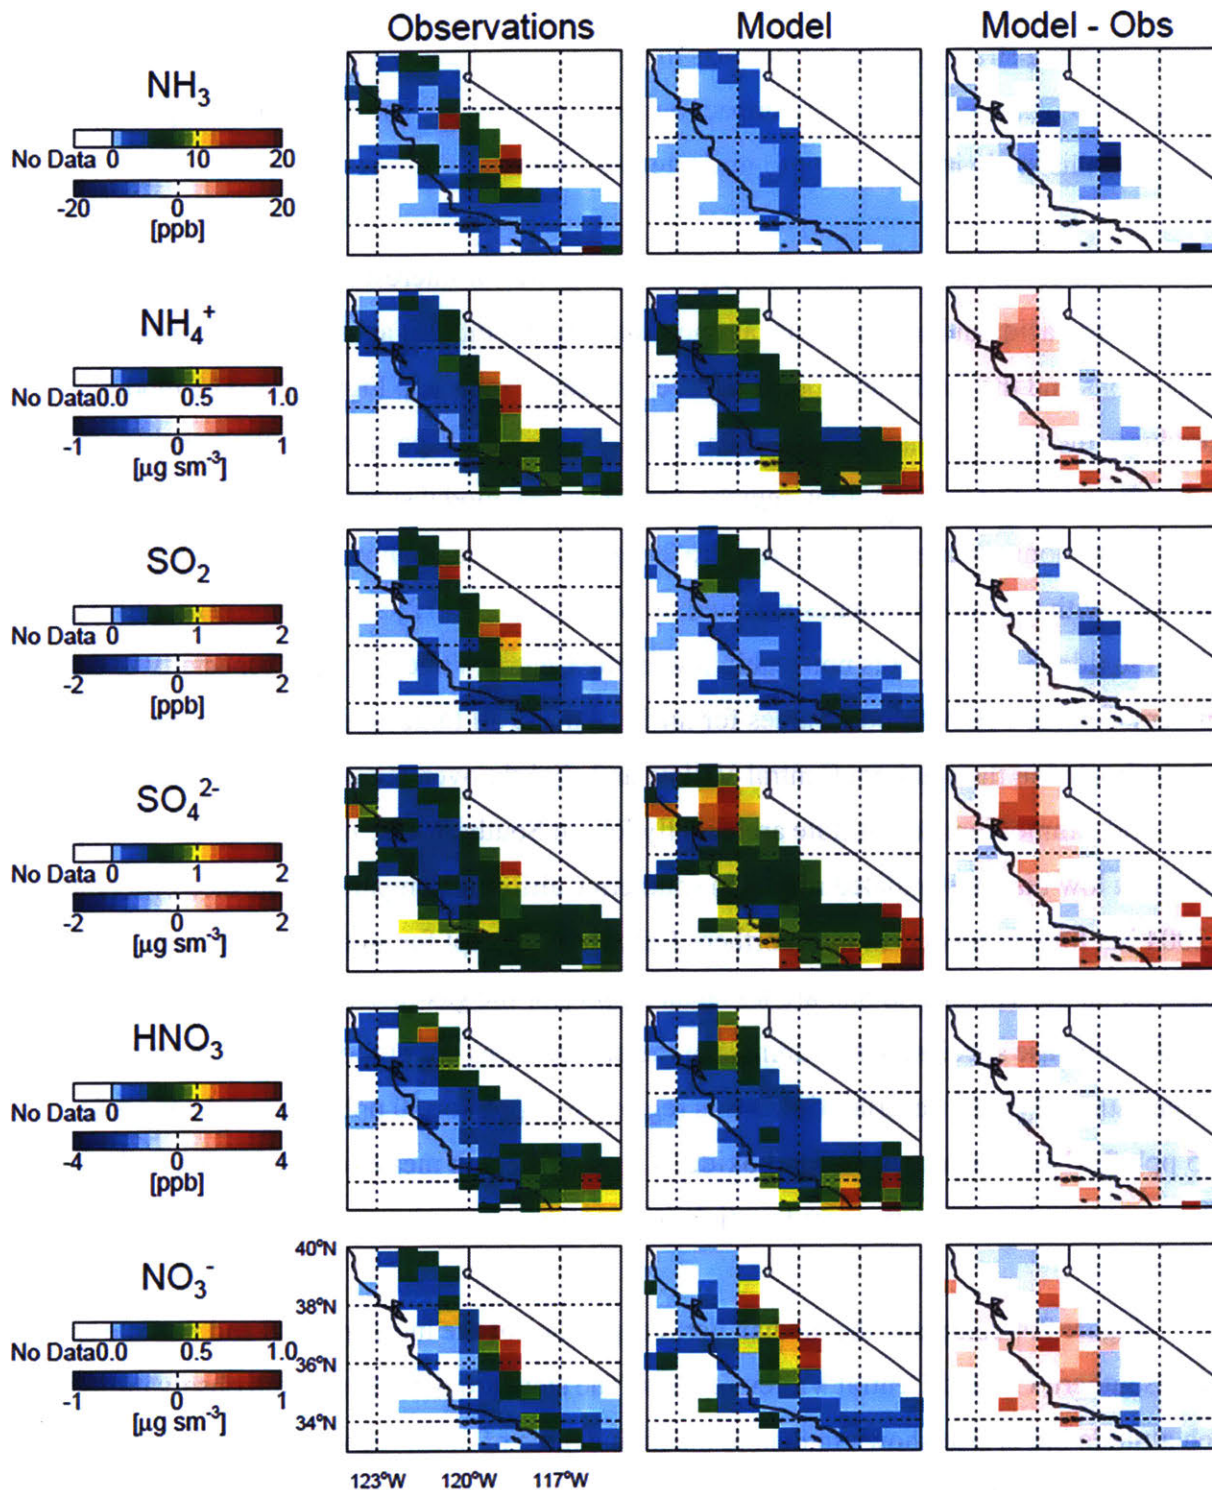 Observations Model Model - Obs
NH3
No Data 0 10 20
-20 0 20
[ppb]
NH4+
No Data 0.0 0.5 1.0
-1 0 1
[μg sm-3]
SO2
No Data 0 1 2
-2 0 2
[ppb]
SO42-
No Data 0 1 2
-2 0 2
[μg sm-3]
HNO3
No Data 0 2 4
-4 0 4
[ppb]
NO3-
No Data 0.0 0.5 1.0
-1 0 1
[μg sm-3]
40°N
38°N
36°N
34°N
123°W 120°W 117°W